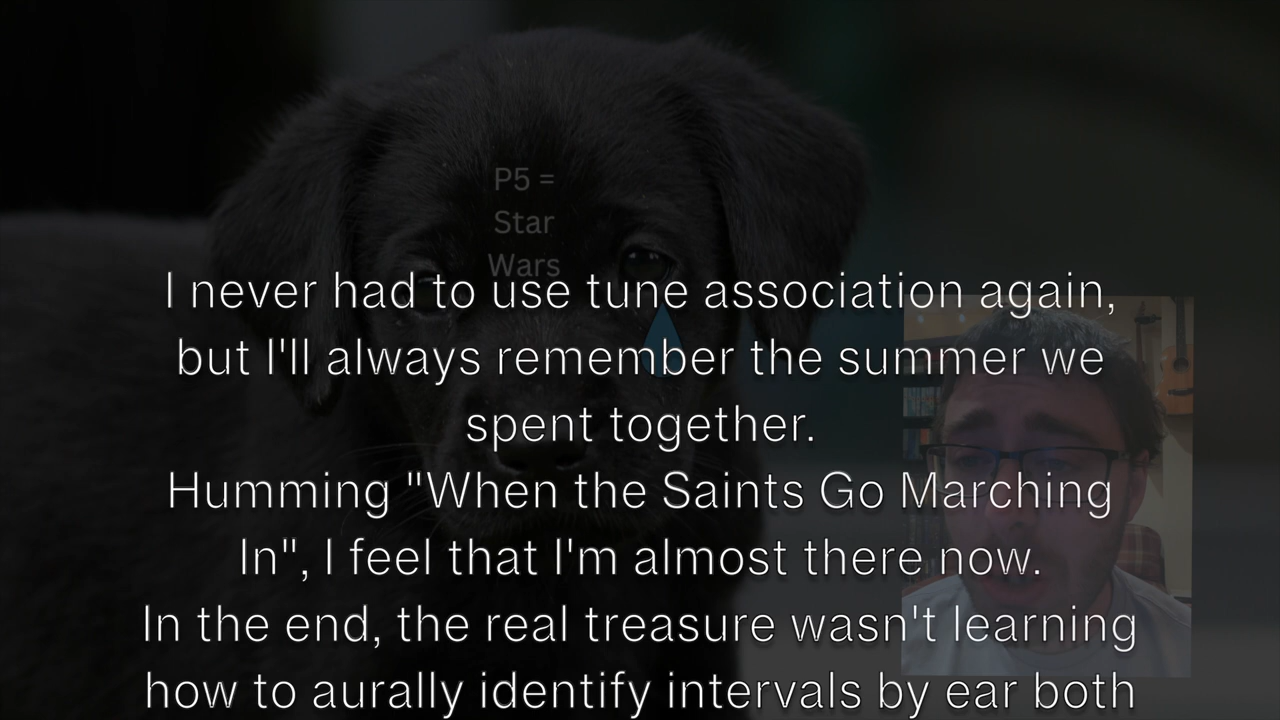 P5 =
Star
Wars
I never had to use tune association again,
but I'll always remember the summer we
spent together.
Humming "When the Saints Go Marching
In", I feel that I'm almost there now.
In the end, the real treasure wasn't learning
how to aurally identify intervals by ear both